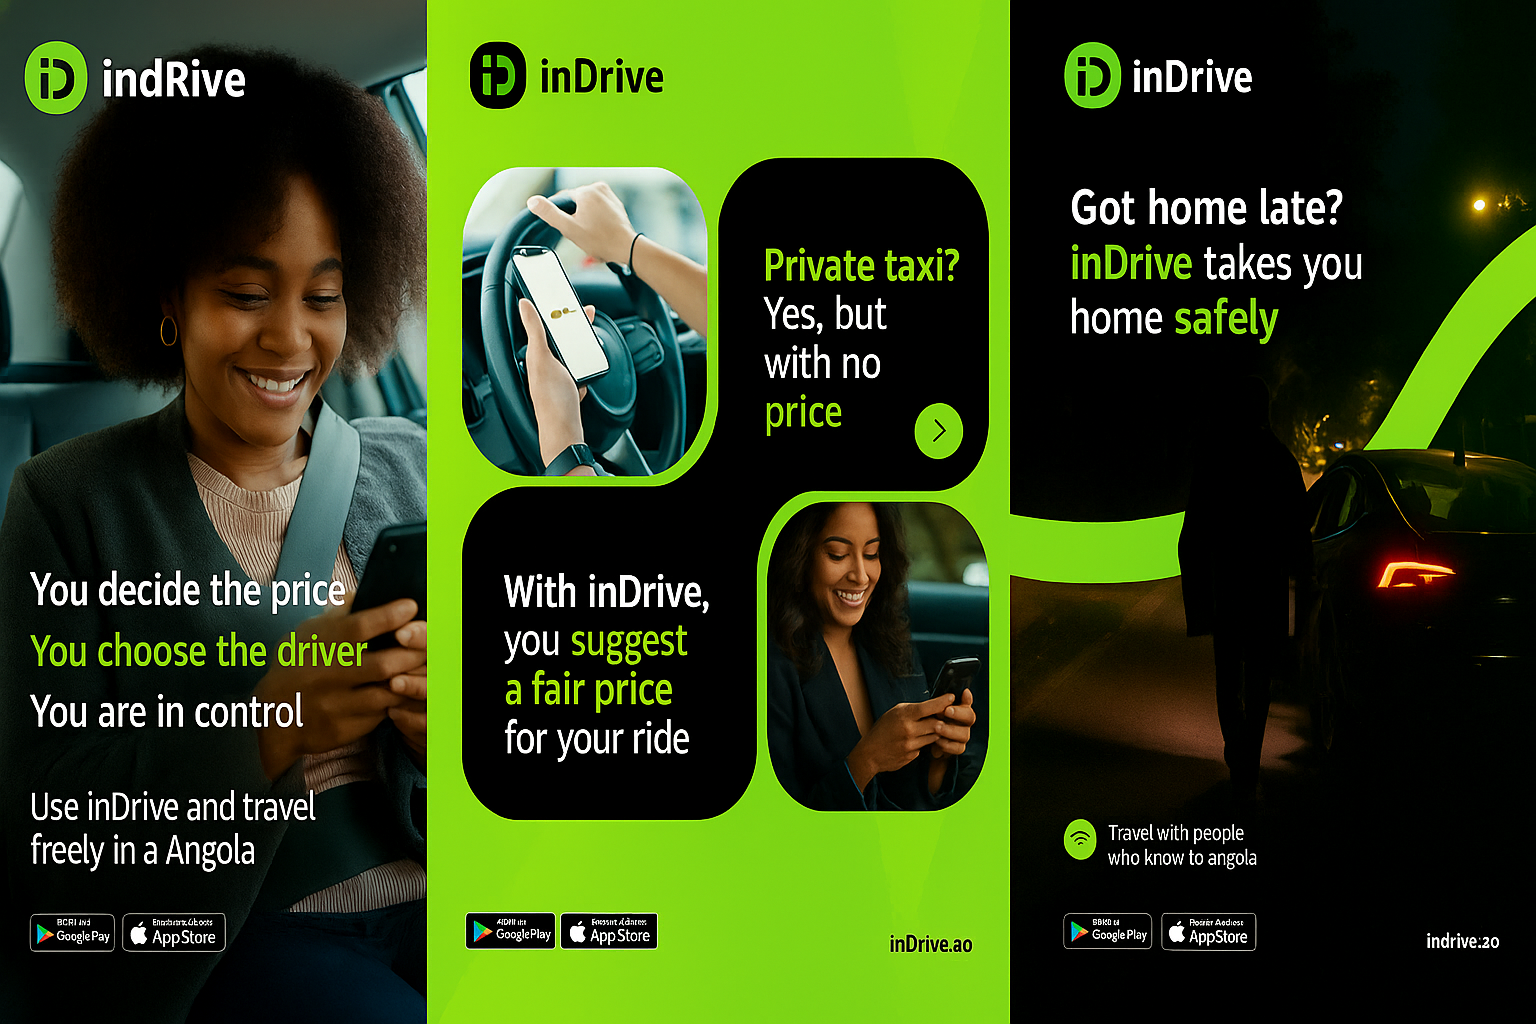 indRive
You decide the price
You choose the driver
You are in control
Use inDrive and travel
freely in a Angola
Google Pay
App Store
inDrive
Private taxi?
Yes, but
with no
price
With inDrive,
you suggest
a fair price
for your ride
Google Play
App Store
inDrive.ao
inDrive
Got home late?
inDrive takes you
home safely
Travel with people
who know to angola
Google Play
AppStore
indrive.20